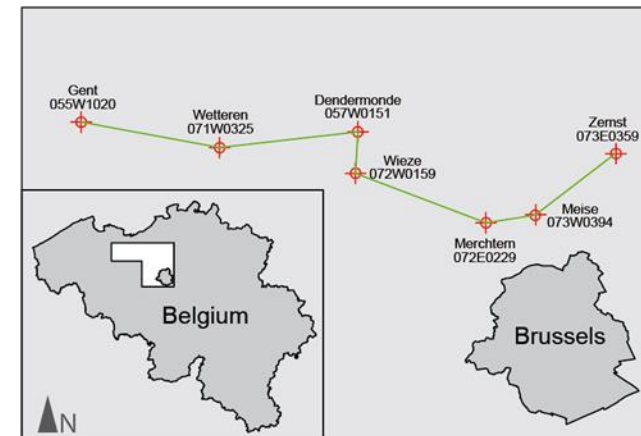 Gent
055W1020
Wetteren
071W0325
Dendermonde
057W0151
Wieze
072W0159
Zemst
073E0359
Meise
073W0394
Merchtem
072E0229
Belgium
Brussels
N